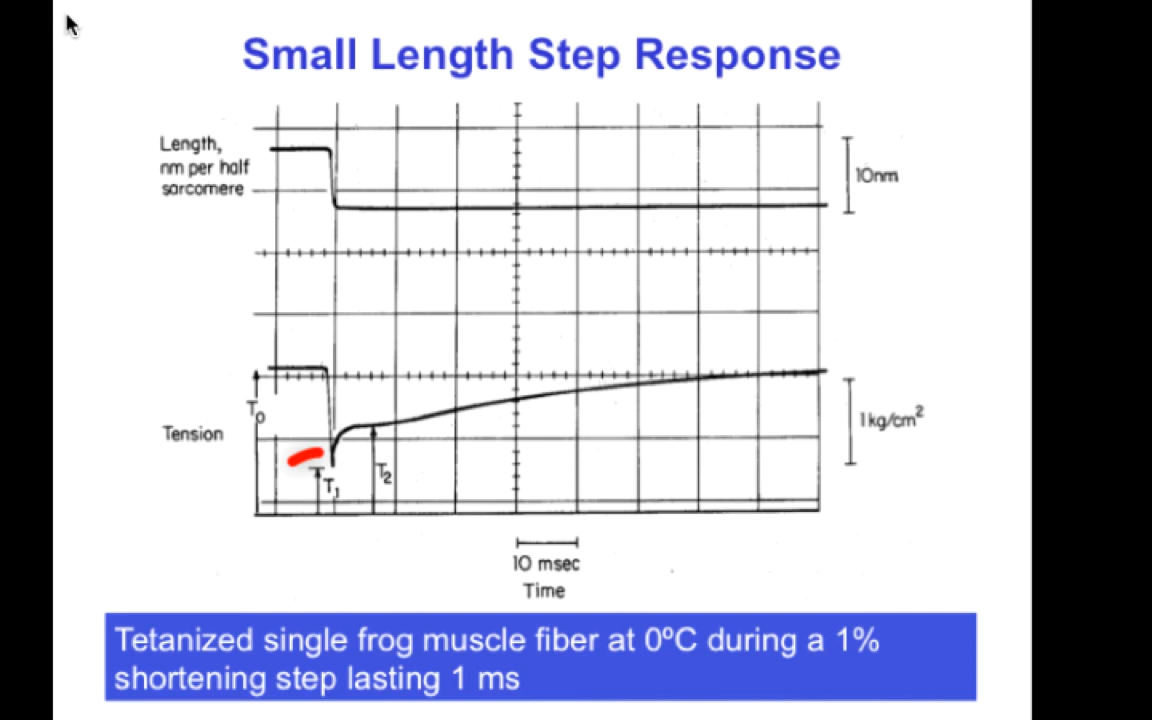 Small Length Step Response
Length,
nm per half
sarcomere
10nm
T0
Tension
T1
T2
1kg/cm2
10 msec
Time
Tetanized single frog muscle fiber at 0ºC during a 1%
shortening step lasting 1 ms